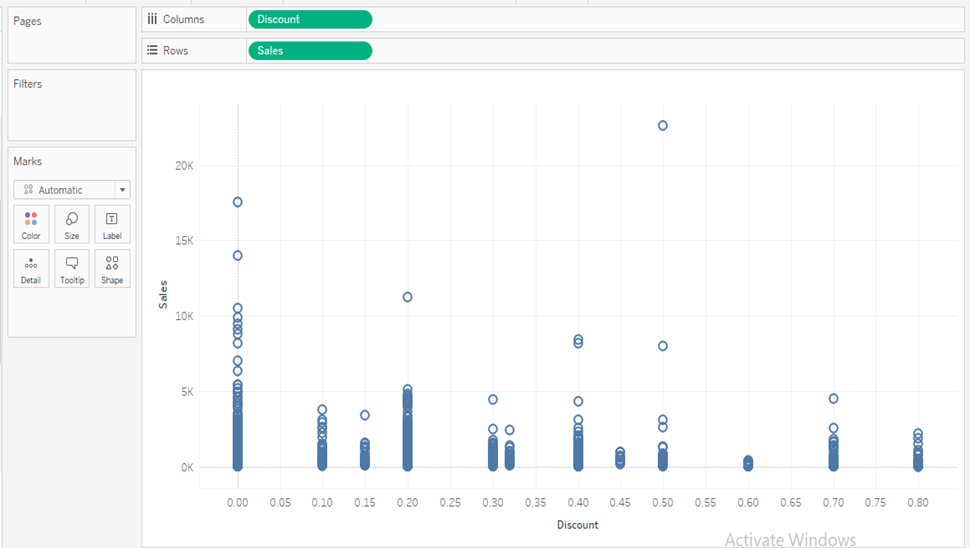 Pages
Columns
Discount
Rows
Sales
Filters
Marks
Automatic
Color
Size
Label
T
Detail
Tooltip
Shape
20K
15K
10K
5K
0K
Sales
0.00 0.05 0.10 0.15 0.20 0.25 0.30 0.35 0.40 0.45 0.50 0.55 0.60 0.65 0.70 0.75 0.80
Discount
Activate Windows